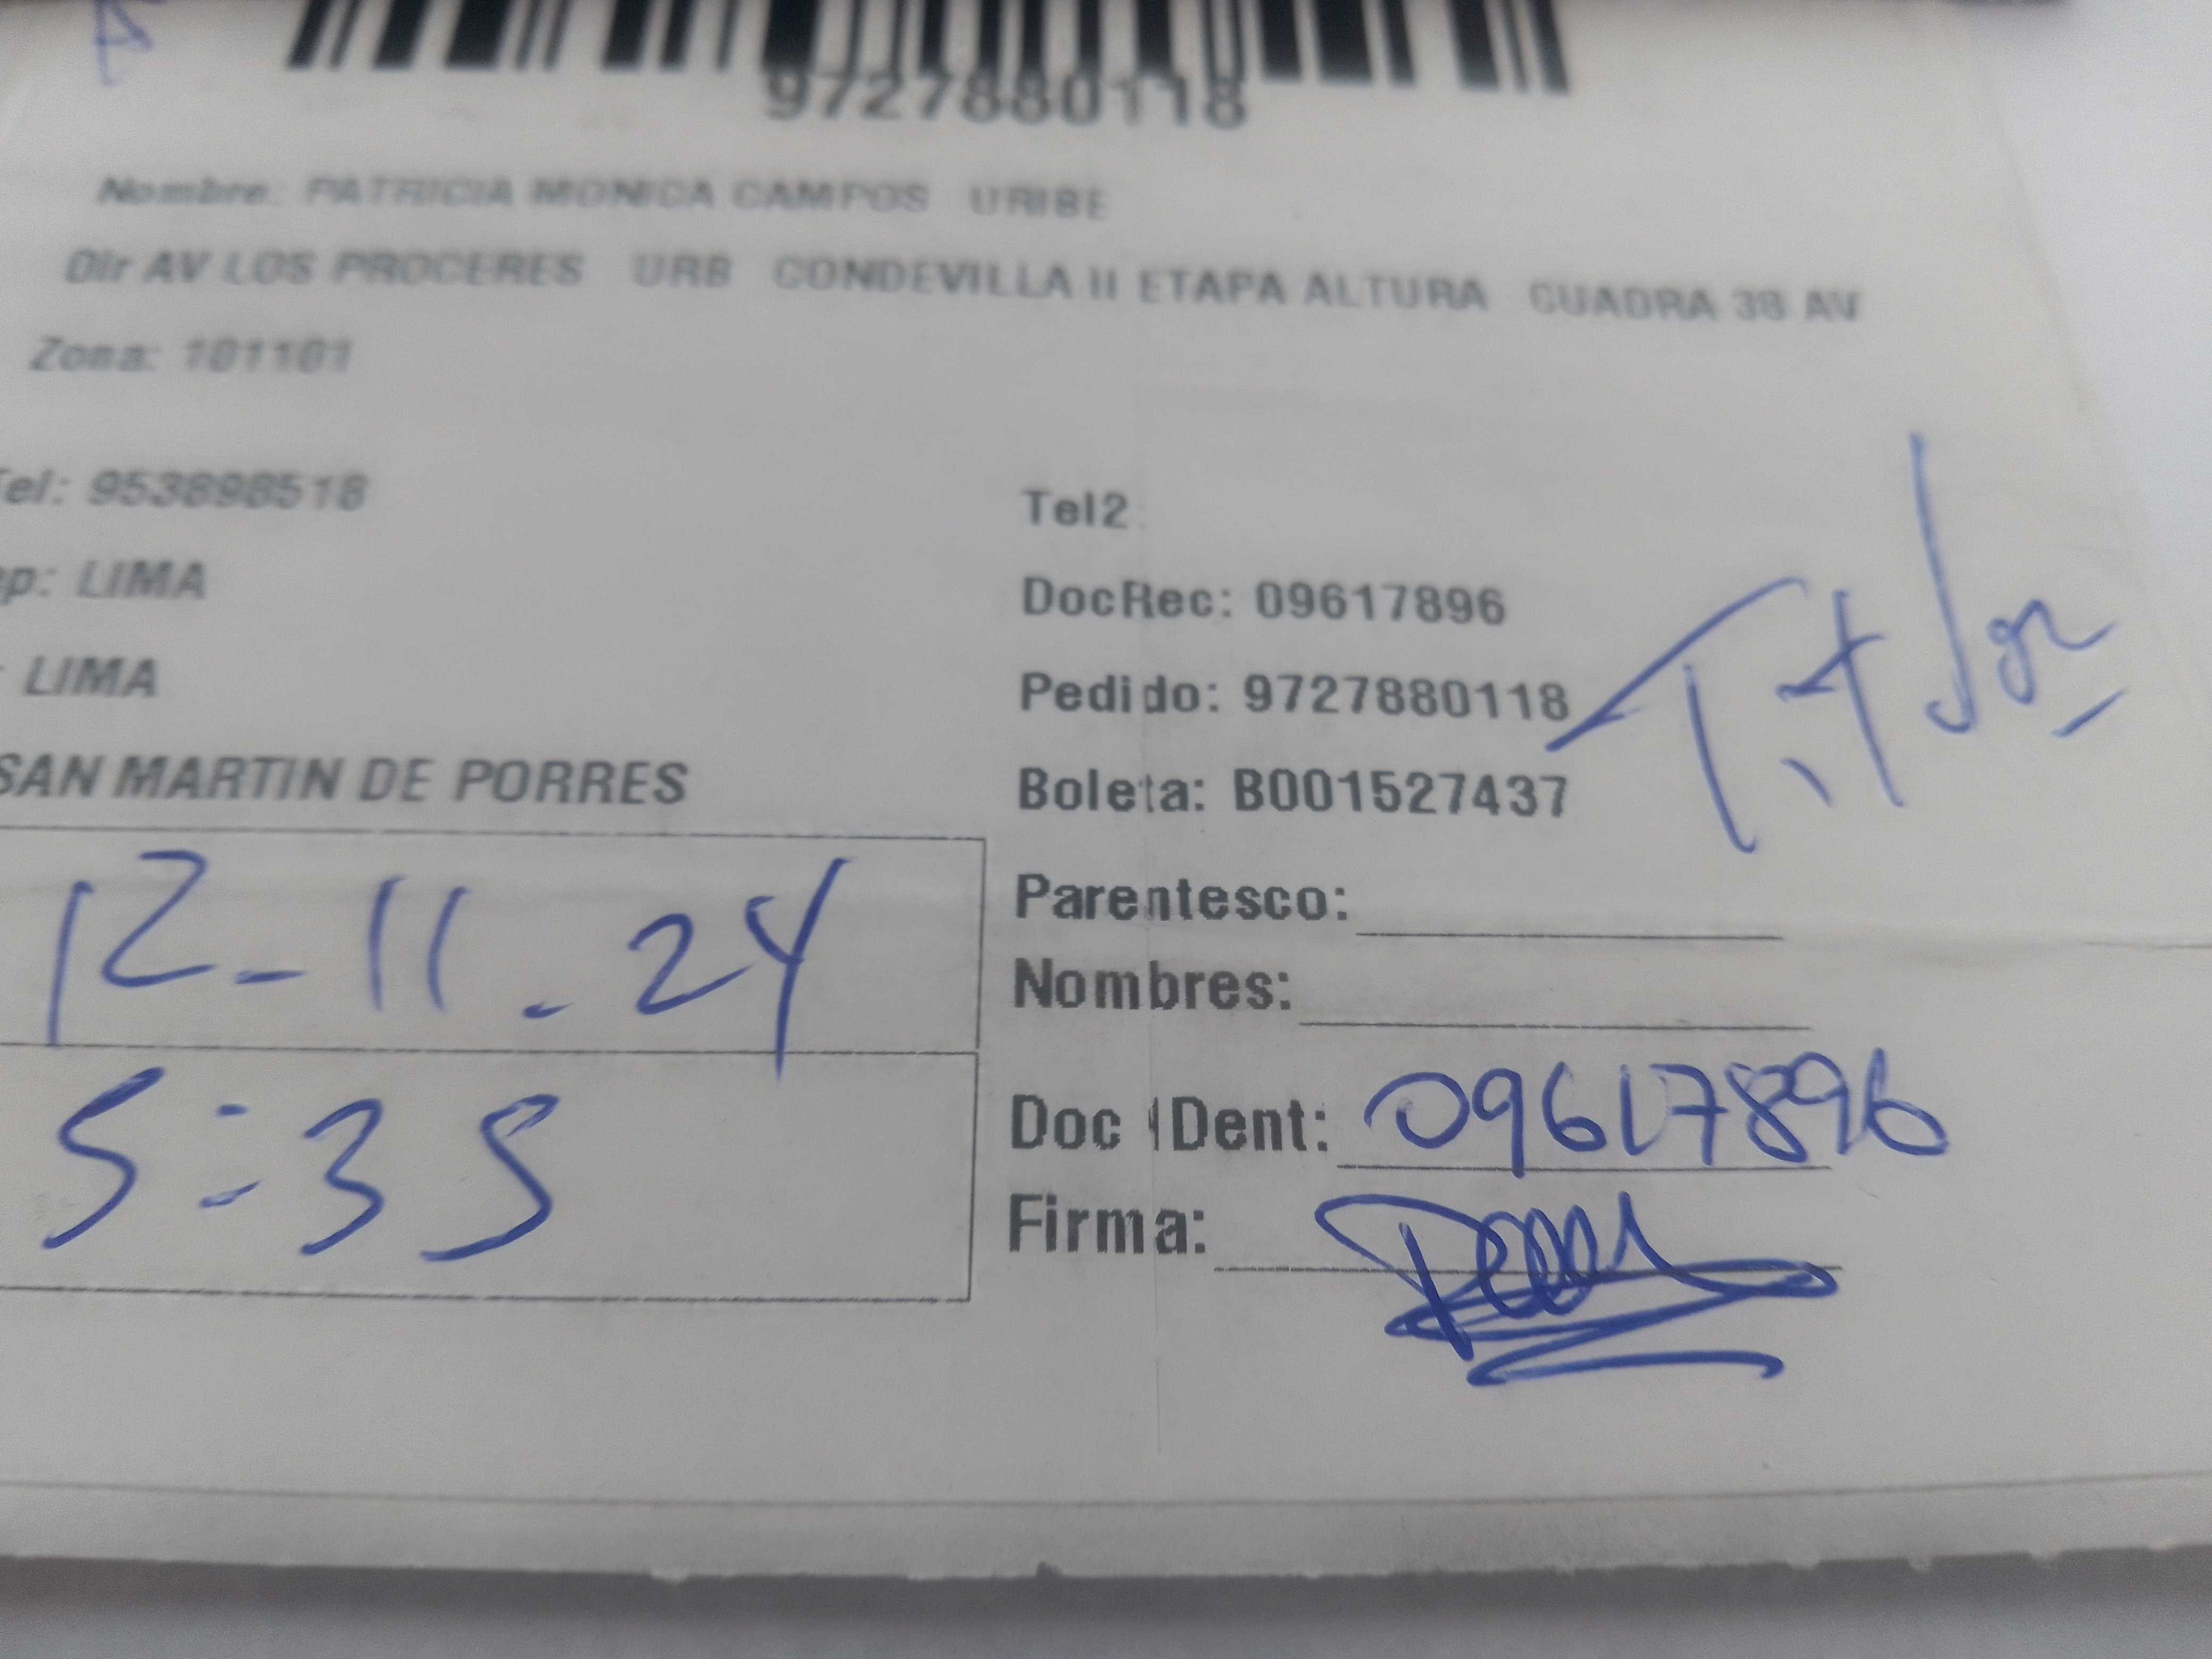 9727880118
Nombre: PATRICIA MONICA CAMPOS URIBE
Dir AV LOS PROCERES URB CONDEVILLA II ETAPA ALTURA CUADRA 38 AV
Zona: 101101
Tel: 953898518
Tel2:
ep: LIMA
DocRec: 09617896
: LIMA
Pedido: 9727880118
Titular
SAN MARTIN DE PORRES
Boleta: B001527437
12-11-24
Parentesco:
Nombres:
5:35
Doc IDent: 09617896
Firma: